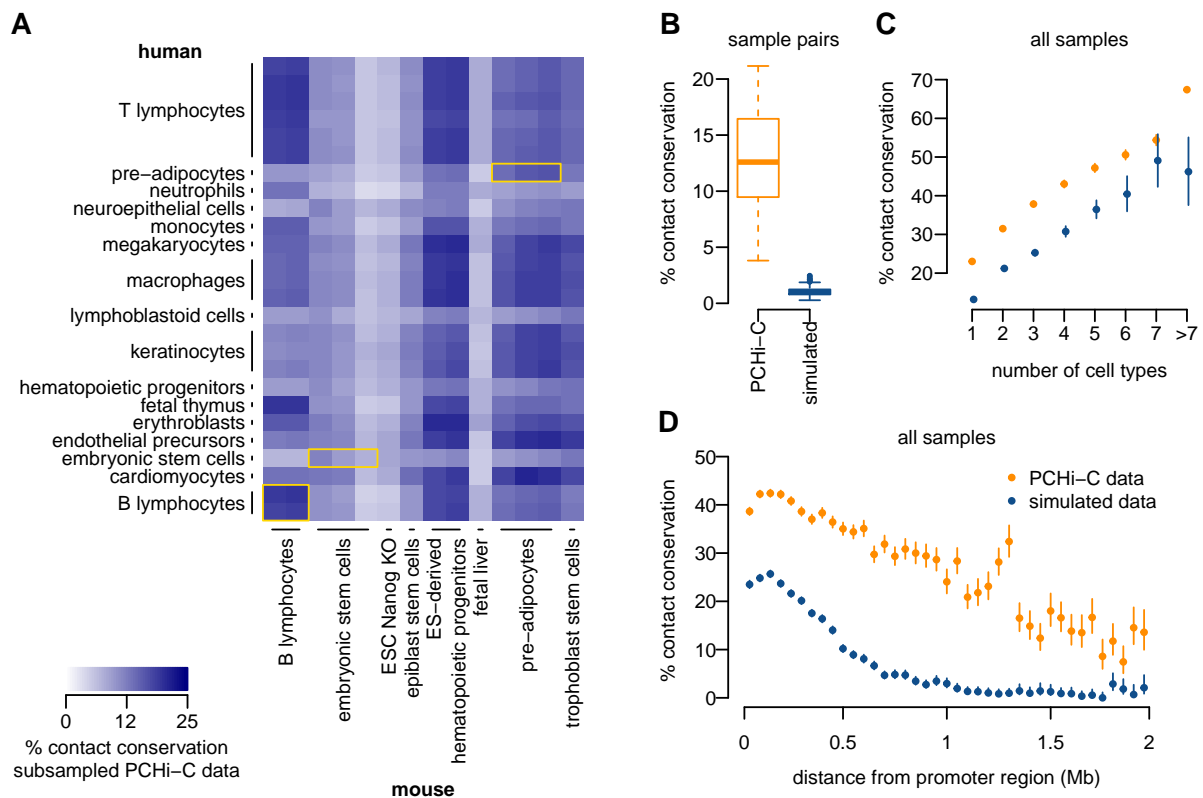 A
human
T lymphocytes
pre−adipocytes
neutrophils
neuroepithelial cells
monocytes
megakaryocytes
macrophages
lymphoblastoid cells
keratinocytes
hematopoietic progenitors
fetal thymus
erythroblasts
endothelial precursors
embryonic stem cells
cardiomyocytes
B lymphocytes
B lymphocytes
embryonic stem cells
ESC Nanog KO
epiblast stem cells
ES−derived
hematopoietic progenitors
fetal liver
pre−adipocytes
trophoblast stem cells
mouse
0 12 25
% contact conservation
subsampled PCHi−C data
B
sample pairs
% contact conservation
20
15
10
5
0
PCHi−C
simulated
C
all samples
% contact conservation
70
60
50
40
30
20
1 2 3 4 5 6 7 >7
number of cell types
D
all samples
PCHi−C data
simulated data
% contact conservation
50
40
30
20
10
0
0 0.5 1 1.5 2
distance from promoter region (Mb)